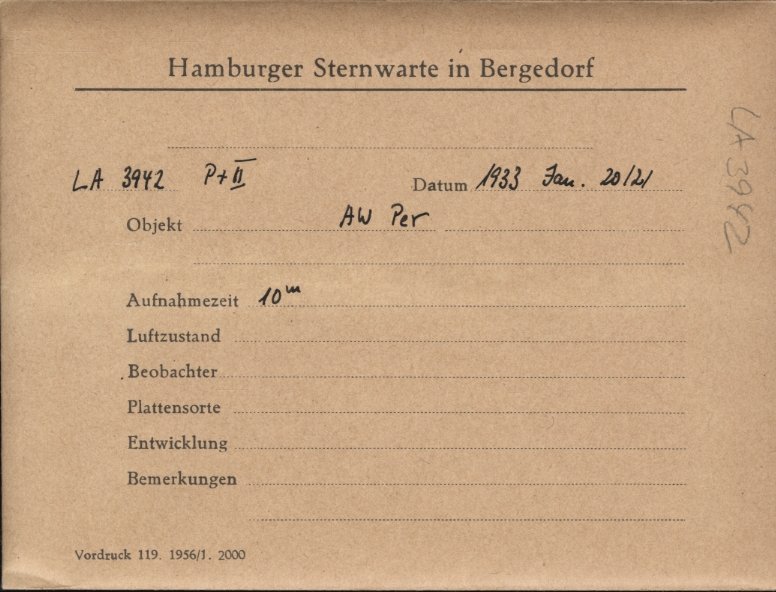 Hamburger Sternwarte in Bergedorf
LA 3942 P+II Datum 1933 Jan. 20/21
Objekt AW Per
Aufnahmezeit 10m
Luftzustand
Beobachter
Plattensorte
Entwicklung
Bemerkungen
Vordruck 119. 1956/1. 2000
LA 3942